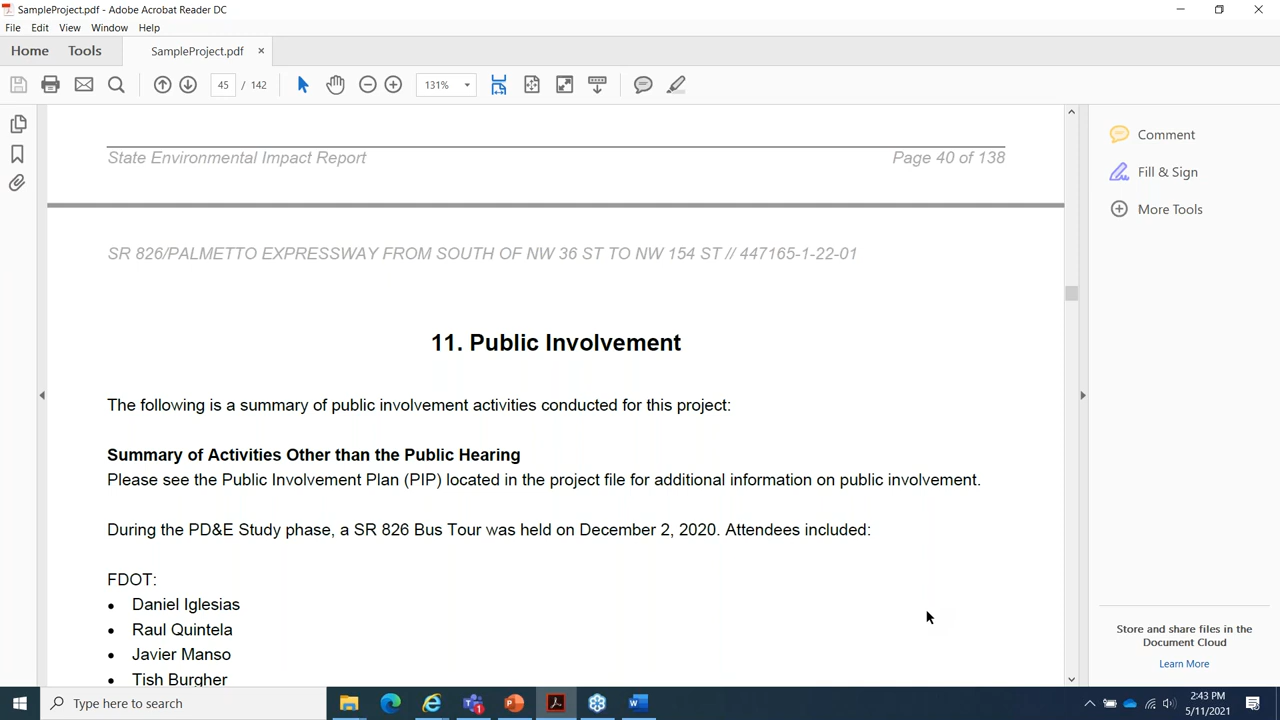 SampleProject.pdf - Adobe Acrobat Reader DC
File Edit View Window Help
Home Tools SampleProject.pdf ×
45 / 142 131%
State Environmental Impact Report Page 40 of 138
SR 826/PALMETTO EXPRESSWAY FROM SOUTH OF NW 36 ST TO NW 154 ST // 447165-1-22-01
11. Public Involvement
The following is a summary of public involvement activities conducted for this project:
Summary of Activities Other than the Public Hearing
Please see the Public Involvement Plan (PIP) located in the project file for additional information on public involvement.
During the PD&E Study phase, a SR 826 Bus Tour was held on December 2, 2020. Attendees included:
FDOT:
• Daniel Iglesias
• Raul Quintela
• Javier Manso
• Tish Burgher
Comment
Fill & Sign
More Tools
Store and share files in the
Document Cloud
Learn More
Type here to search
1
2:43 PM
5/11/2021